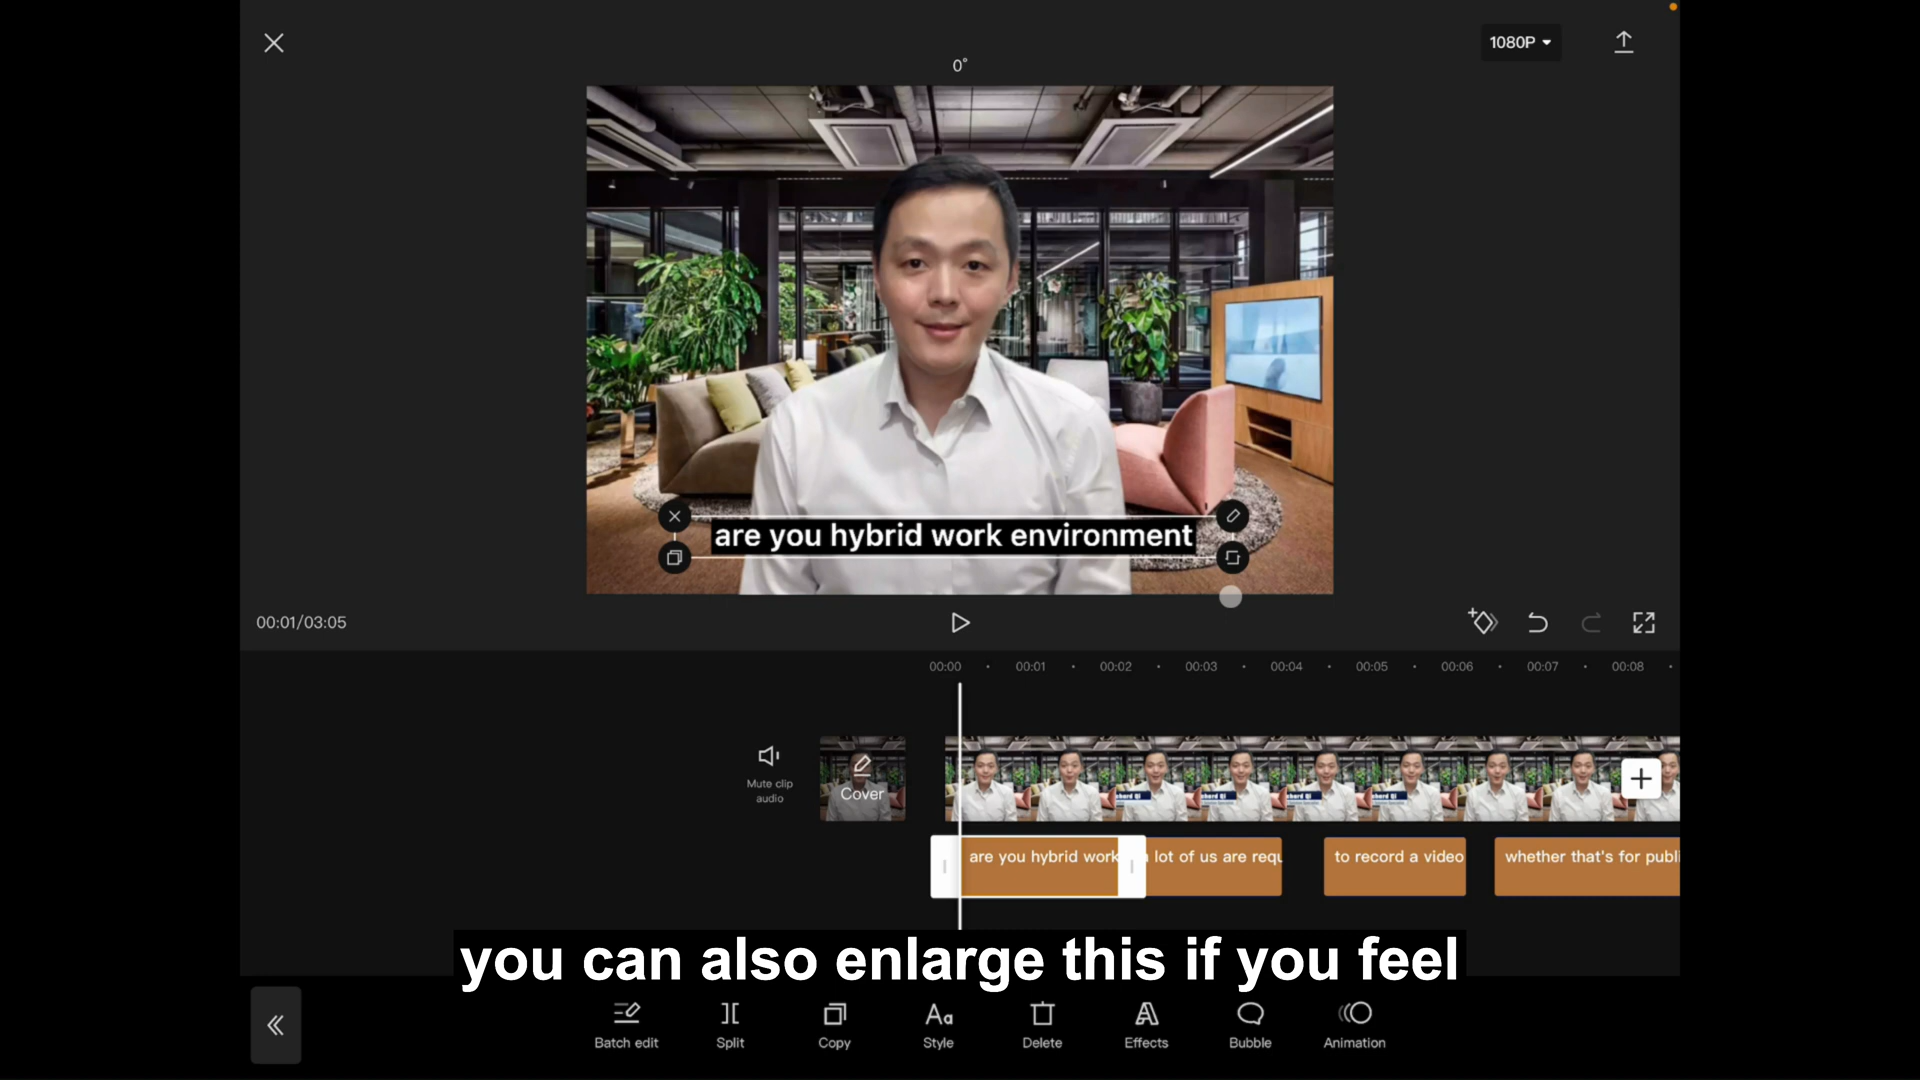 1080P
0°
are you hybrid work environment
00:01/03:05
00:00 00:01 00:02 00:03 00:04 00:05 00:06 00:07 00:08
Mute clip
audio
Cover
are you hybrid work
lot of us are requ
to record a video
whether that's for publ
you can also enlarge this if you feel
Batch edit
Split
Copy
Style
Delete
Effects
Bubble
Animation